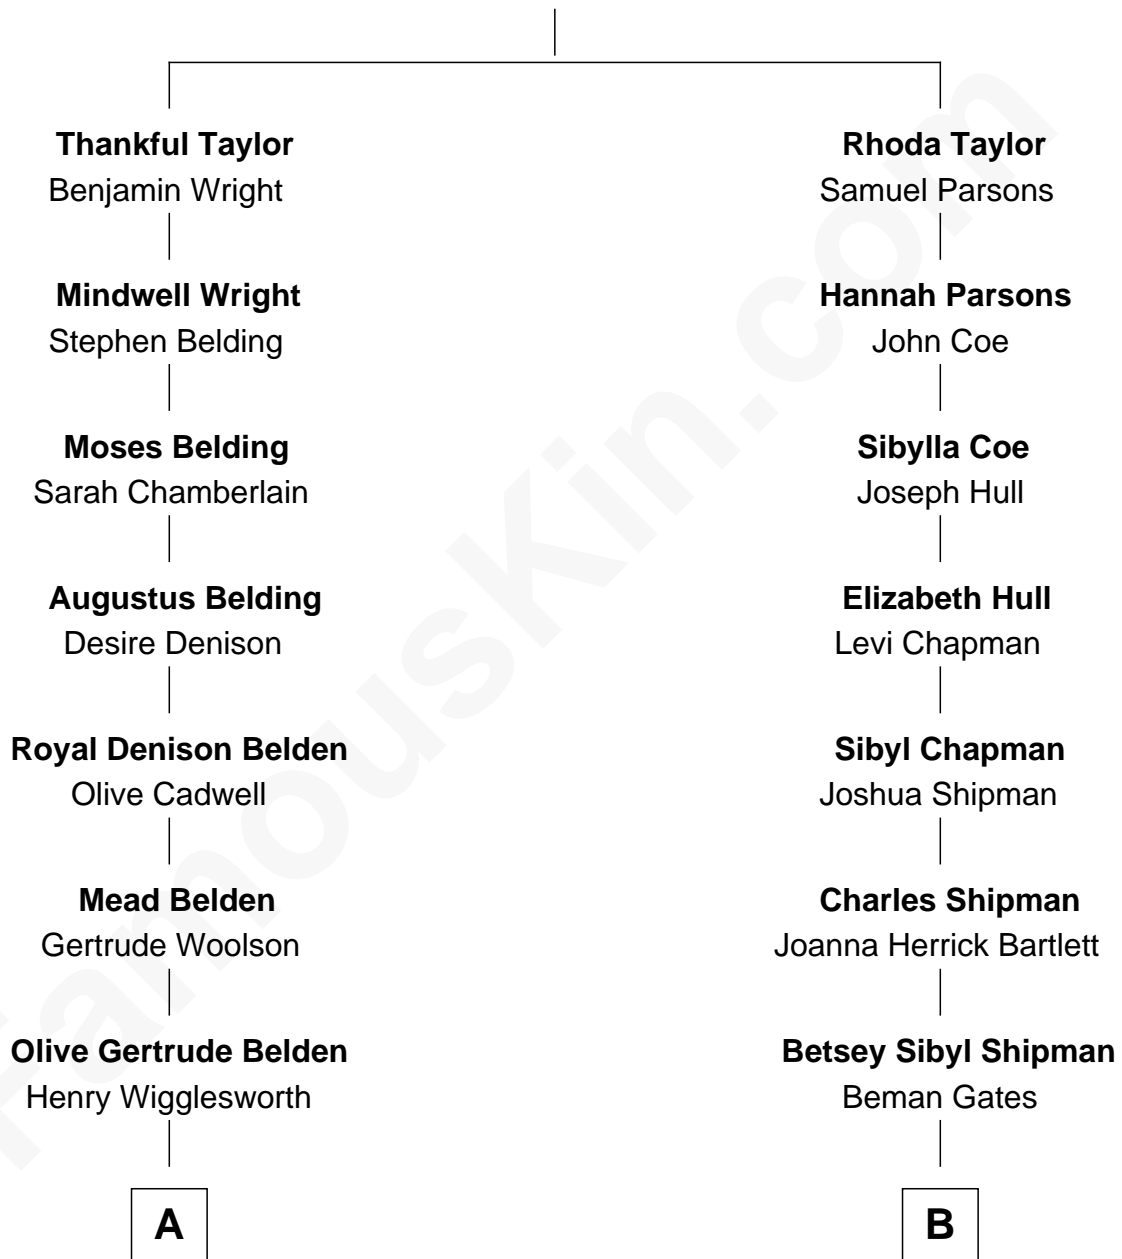 Thankful Taylor
Benjamin Wright
Mindwell Wright
Stephen Belding
Moses Belding
Sarah Chamberlain
Augustus Belding
Desire Denison
Royal Denison Belden
Olive Cadwell
Mead Belden
Gertrude Woolson
Olive Gertrude Belden
Henry Wigglesworth
A
Rhoda Taylor
Samuel Parsons
Hannah Parsons
John Coe
Sibylla Coe
Joseph Hull
Elizabeth Hull
Levi Chapman
Sibyl Chapman
Joshua Shipman
Charles Shipman
Joanna Herrick Bartlett
Betsey Sibyl Shipman
Beman Gates
B
FamousKin.com